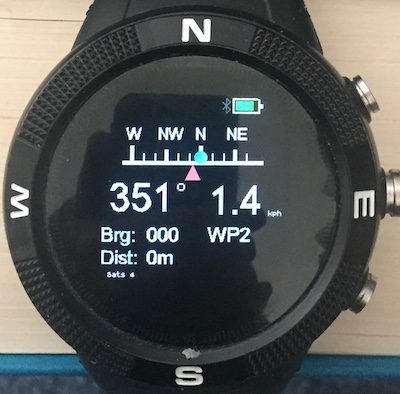 N
W NW N NE
351° 1.4 kph
Brg: 000 WP2
Dist: 0m
Sats 4
W
E
S